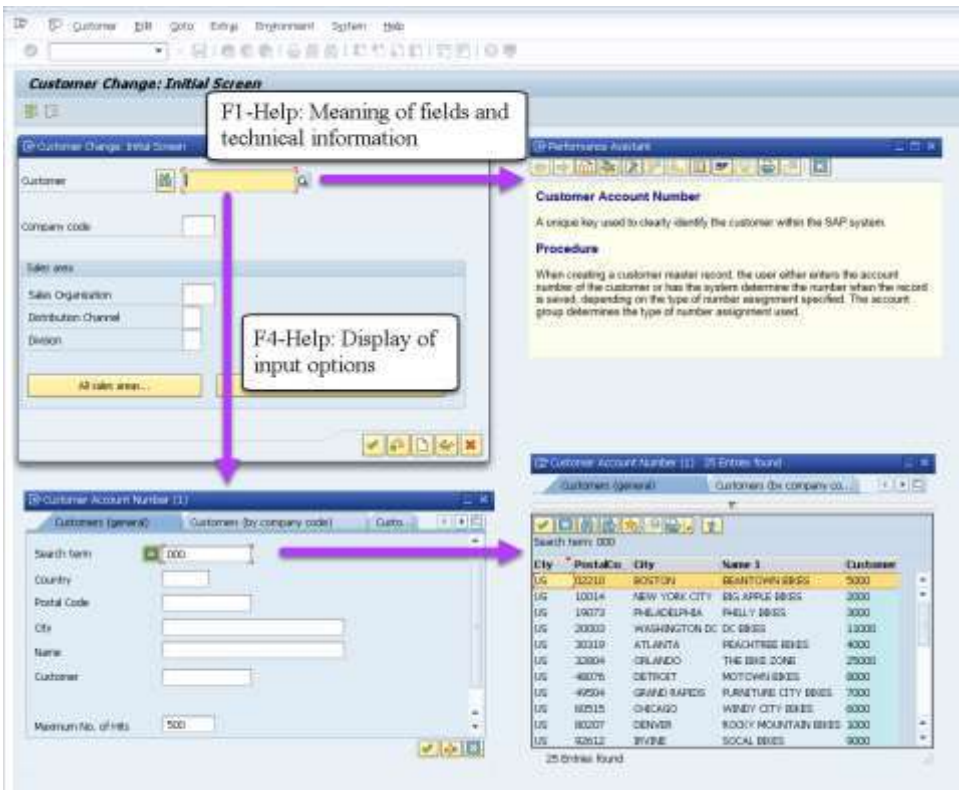 Customer Edit Goto Extras Environment System Help
Customer Change: Initial Screen
F1-Help: Meaning of fields and
technical information
Customer Change: Initial Screen
Customer
Company code
Sales area
Sales Organization
Distribution Channel
Division
All sales areas...
F4-Help: Display of
input options
Performance Assistant
Customer Account Number
A unique key used to clearly identify the customer within the SAP system.
Procedure
When creating a customer master record, the user either enters the account
number of the customer or has the system determine the number when the record
is saved, depending on the type of number assignment specified. The account
group determines the type of number assignment used.
Customer Account Number (1)
Customers (general) Customers (by company code) Custo...
Search term 000
Country
Postal Code
City
Name
Customer
Maximum No. of Hits 500
Customer Account Number (1) 25 Entries found
Customers (general) Customers (by company co...
Search term: 000
Cty PostalCo City Name 1 Customer
US 02210 BOSTON BEANTOWN BIKES 5000
US 10014 NEW YORK CITY BIG APPLE BIKES 2000
US 19073 PHILADELPHIA PHILLY BIKES 3000
US 20003 WASHINGTON DC DC BIKES 11000
US 30319 ATLANTA PEACHTREE BIKES 4000
US 32804 ORLANDO THE BIKE ZONE 25000
US 48076 DETROIT MOTOWN BIKES 8000
US 49504 GRAND RAPIDS FURNITURE CITY BIKES 7000
US 60515 CHICAGO WINDY CITY BIKES 6000
US 80207 DENVER ROCKY MOUNTAIN BIKES 1000
US 92612 IRVINE SOCAL BIKES 9000
25 Entries found